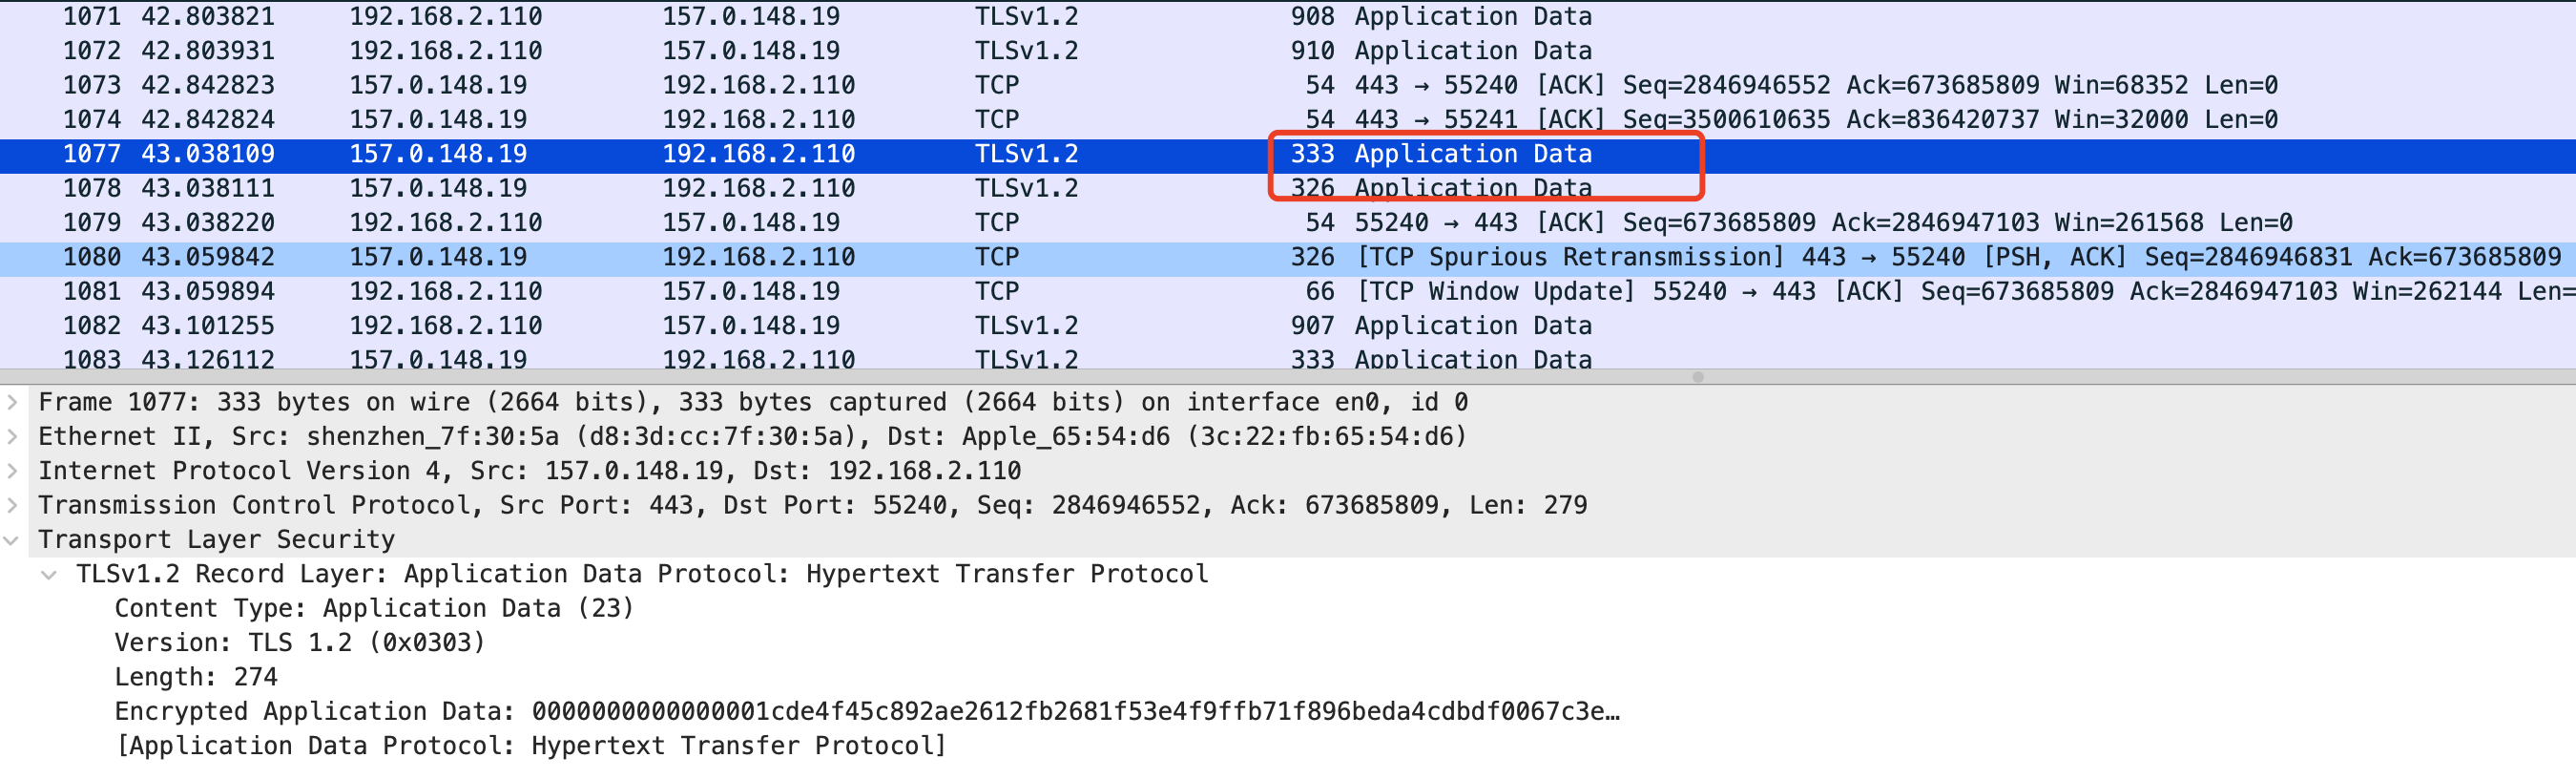 1071 42.803821 192.168.2.110 157.0.148.19 TLSv1.2 908 Application Data
1072 42.803931 192.168.2.110 157.0.148.19 TLSv1.2 910 Application Data
1073 42.842823 157.0.148.19 192.168.2.110 TCP 54 443 → 55240 [ACK] Seq=2846946552 Ack=673685809 Win=68352 Len=0
1074 42.842824 157.0.148.19 192.168.2.110 TCP 54 443 → 55241 [ACK] Seq=3500610635 Ack=836420737 Win=32000 Len=0
1077 43.038109 157.0.148.19 192.168.2.110 TLSv1.2 333 Application Data
1078 43.038111 157.0.148.19 192.168.2.110 TLSv1.2 326 Application Data
1079 43.038220 192.168.2.110 157.0.148.19 TCP 54 55240 → 443 [ACK] Seq=673685809 Ack=2846947103 Win=261568 Len=0
1080 43.059842 157.0.148.19 192.168.2.110 TCP 326 [TCP Spurious Retransmission] 443 → 55240 [PSH, ACK] Seq=2846946831 Ack=673685809
1081 43.059894 192.168.2.110 157.0.148.19 TCP 66 [TCP Window Update] 55240 → 443 [ACK] Seq=673685809 Ack=2846947103 Win=262144 Len=
1082 43.101255 192.168.2.110 157.0.148.19 TLSv1.2 907 Application Data
1083 43.126112 157.0.148.19 192.168.2.110 TLSv1.2 333 Application Data
Frame 1077: 333 bytes on wire (2664 bits), 333 bytes captured (2664 bits) on interface en0, id 0
Ethernet II, Src: shenzhen_7f:30:5a (d8:3d:cc:7f:30:5a), Dst: Apple_65:54:d6 (3c:22:fb:65:54:d6)
Internet Protocol Version 4, Src: 157.0.148.19, Dst: 192.168.2.110
Transmission Control Protocol, Src Port: 443, Dst Port: 55240, Seq: 2846946552, Ack: 673685809, Len: 279
Transport Layer Security
TLSv1.2 Record Layer: Application Data Protocol: Hypertext Transfer Protocol
Content Type: Application Data (23)
Version: TLS 1.2 (0x0303)
Length: 274
Encrypted Application Data: 0000000000000001cde4f45c892ae2612fb2681f53e4f9ffb71f896beda4cdbdf0067c3e…
[Application Data Protocol: Hypertext Transfer Protocol]